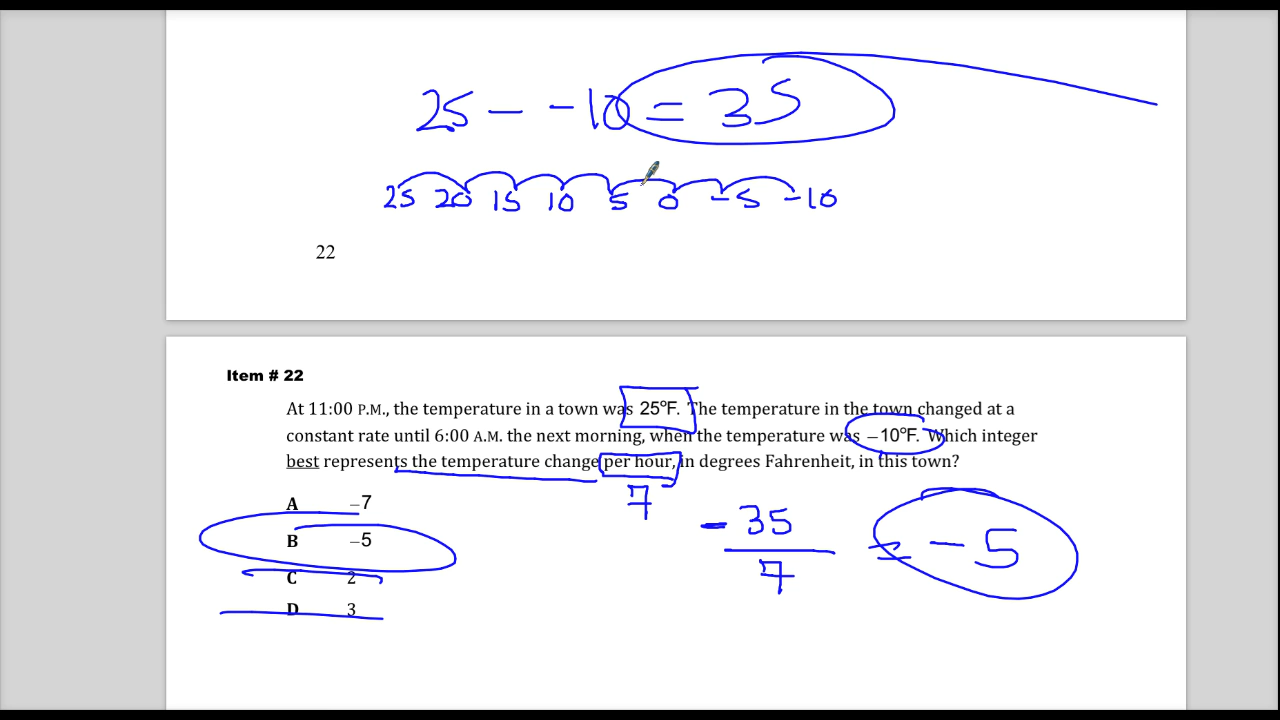 25 - -10 = 35
25 20 15 10 5 0 -5 -10
22
Item # 22
At 11:00 P.M., the temperature in a town was 25°F. The temperature in the town changed at a
constant rate until 6:00 A.M. the next morning, when the temperature was –10°F. Which integer
best represents the temperature change per hour, in degrees Fahrenheit, in this town?
7
A –7
B –5
C 2
D 3
-35
7
= -5